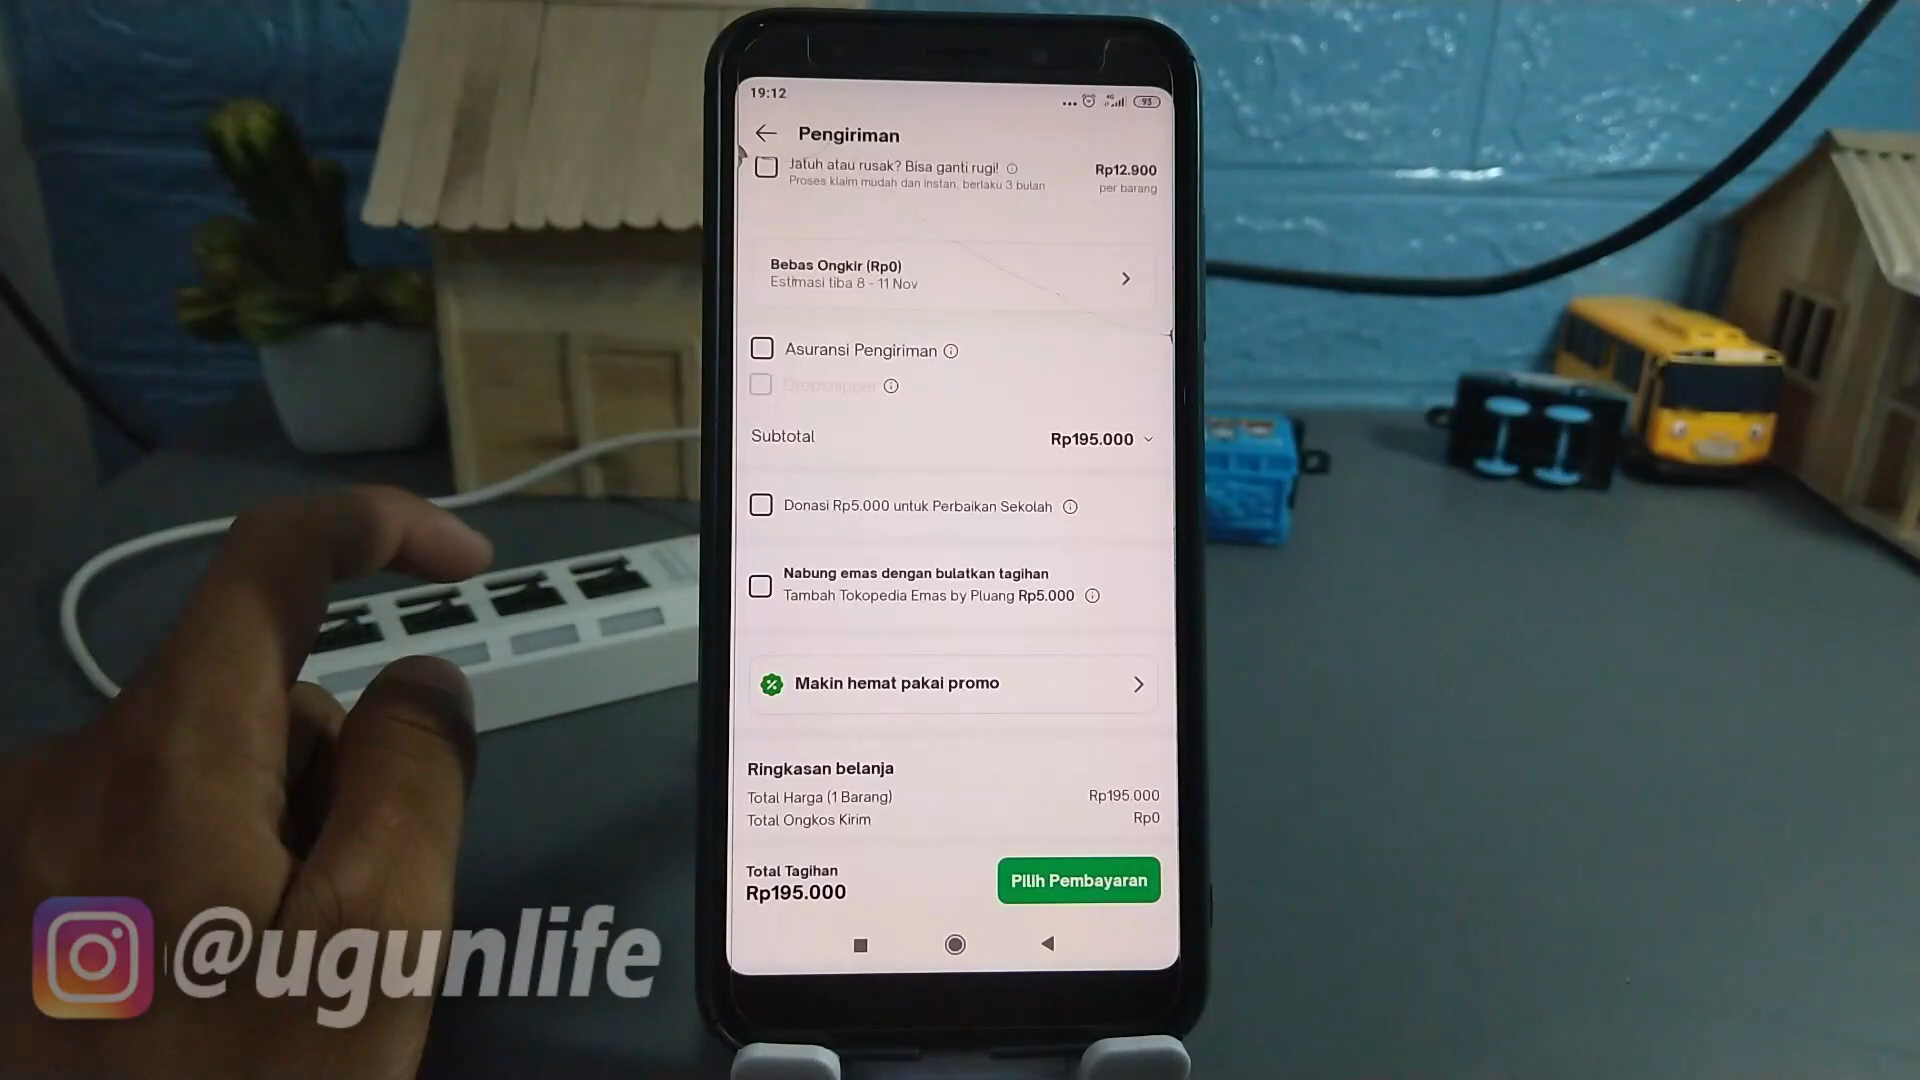 19:12
4G
93
Pengiriman
Jatuh atau rusak? Bisa ganti rugi!
Rp12.900
Proses klaim mudah dan instan, berlaku 3 bulan
per barang
Bebas Ongkir (Rp0)
Estimasi tiba 8 - 11 Nov
Asuransi Pengiriman
Dropshipper
Subtotal
Rp195.000
Donasi Rp5.000 untuk Perbaikan Sekolah
Nabung emas dengan bulatkan tagihan
Tambah Tokopedia Emas by Pluang Rp5.000
Makin hemat pakai promo
Ringkasan belanja
Total Harga (1 Barang)
Rp195.000
Total Ongkos Kirim
Rp0
Total Tagihan
Rp195.000
Pilih Pembayaran
@ugunlife